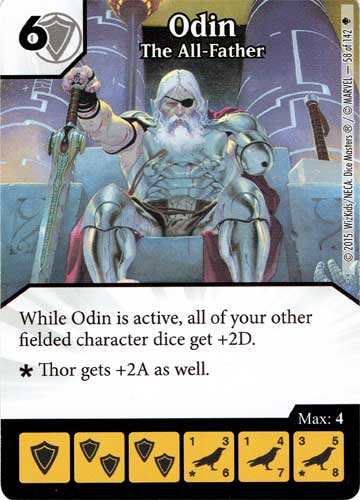 6
Odin
The All-Father
58 of 142
© 2015 WizKids/NECA. Dice Masters ® / © MARVEL —
While Odin is active, all of your other
fielded character dice get +2D.
* Thor gets +2A as well.
Max: 4
1 3
* 6
1 4
7
3 5
* 8